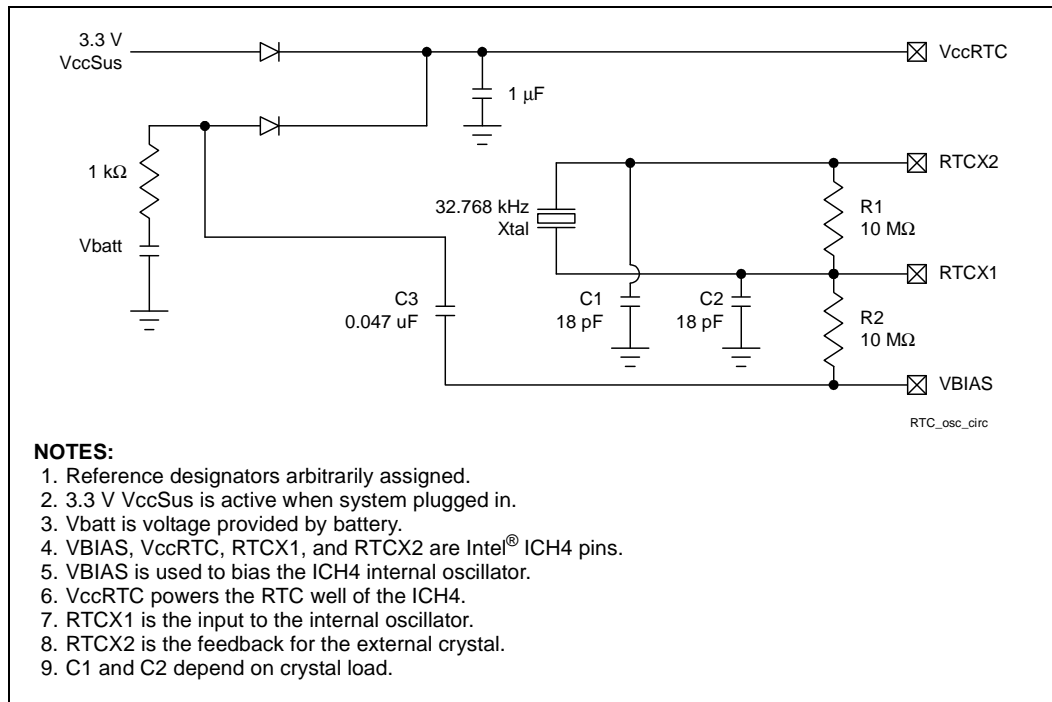 3.3 V
VccSus
VccRTC
1 μF
1 kΩ
Vbatt
RTCX2
32.768 kHz
Xtal
R1
10 MΩ
RTCX1
C3
0.047 uF
C1
18 pF
C2
18 pF
R2
10 MΩ
VBIAS
RTC_osc_circ
NOTES:
1. Reference designators arbitrarily assigned.
2. 3.3 V VccSus is active when system plugged in.
3. Vbatt is voltage provided by battery.
4. VBIAS, VccRTC, RTCX1, and RTCX2 are Intel® ICH4 pins.
5. VBIAS is used to bias the ICH4 internal oscillator.
6. VccRTC powers the RTC well of the ICH4.
7. RTCX1 is the input to the internal oscillator.
8. RTCX2 is the feedback for the external crystal.
9. C1 and C2 depend on crystal load.